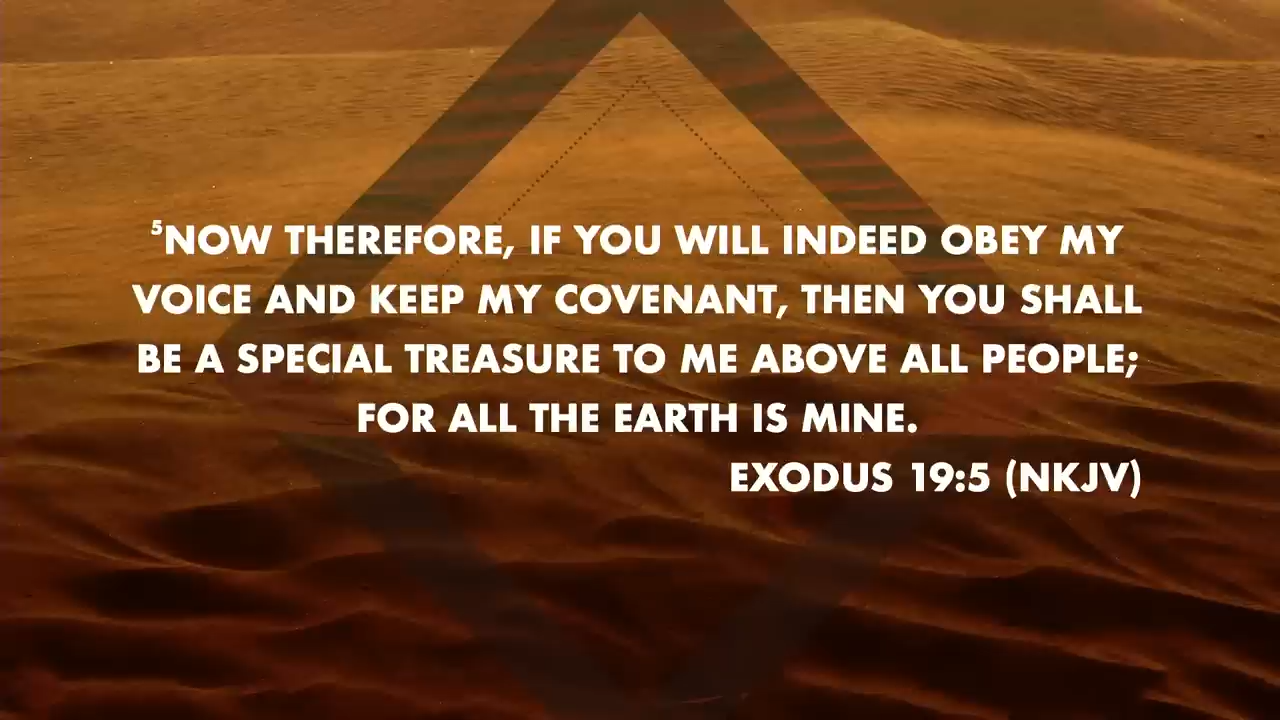 ⁵NOW THEREFORE, IF YOU WILL INDEED OBEY MY
VOICE AND KEEP MY COVENANT, THEN YOU SHALL
BE A SPECIAL TREASURE TO ME ABOVE ALL PEOPLE;
FOR ALL THE EARTH IS MINE.
EXODUS 19:5 (NKJV)